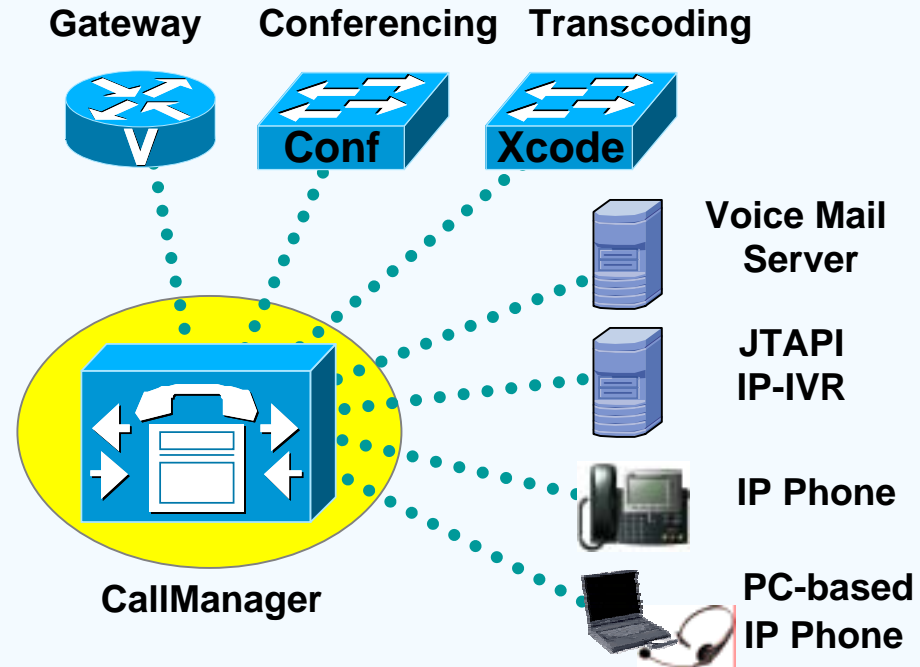 Gateway
Conferencing
Transcoding
V
Conf
Xcode
Voice Mail
Server
JTAPI
IP-IVR
IP Phone
CallManager
PC-based
IP Phone